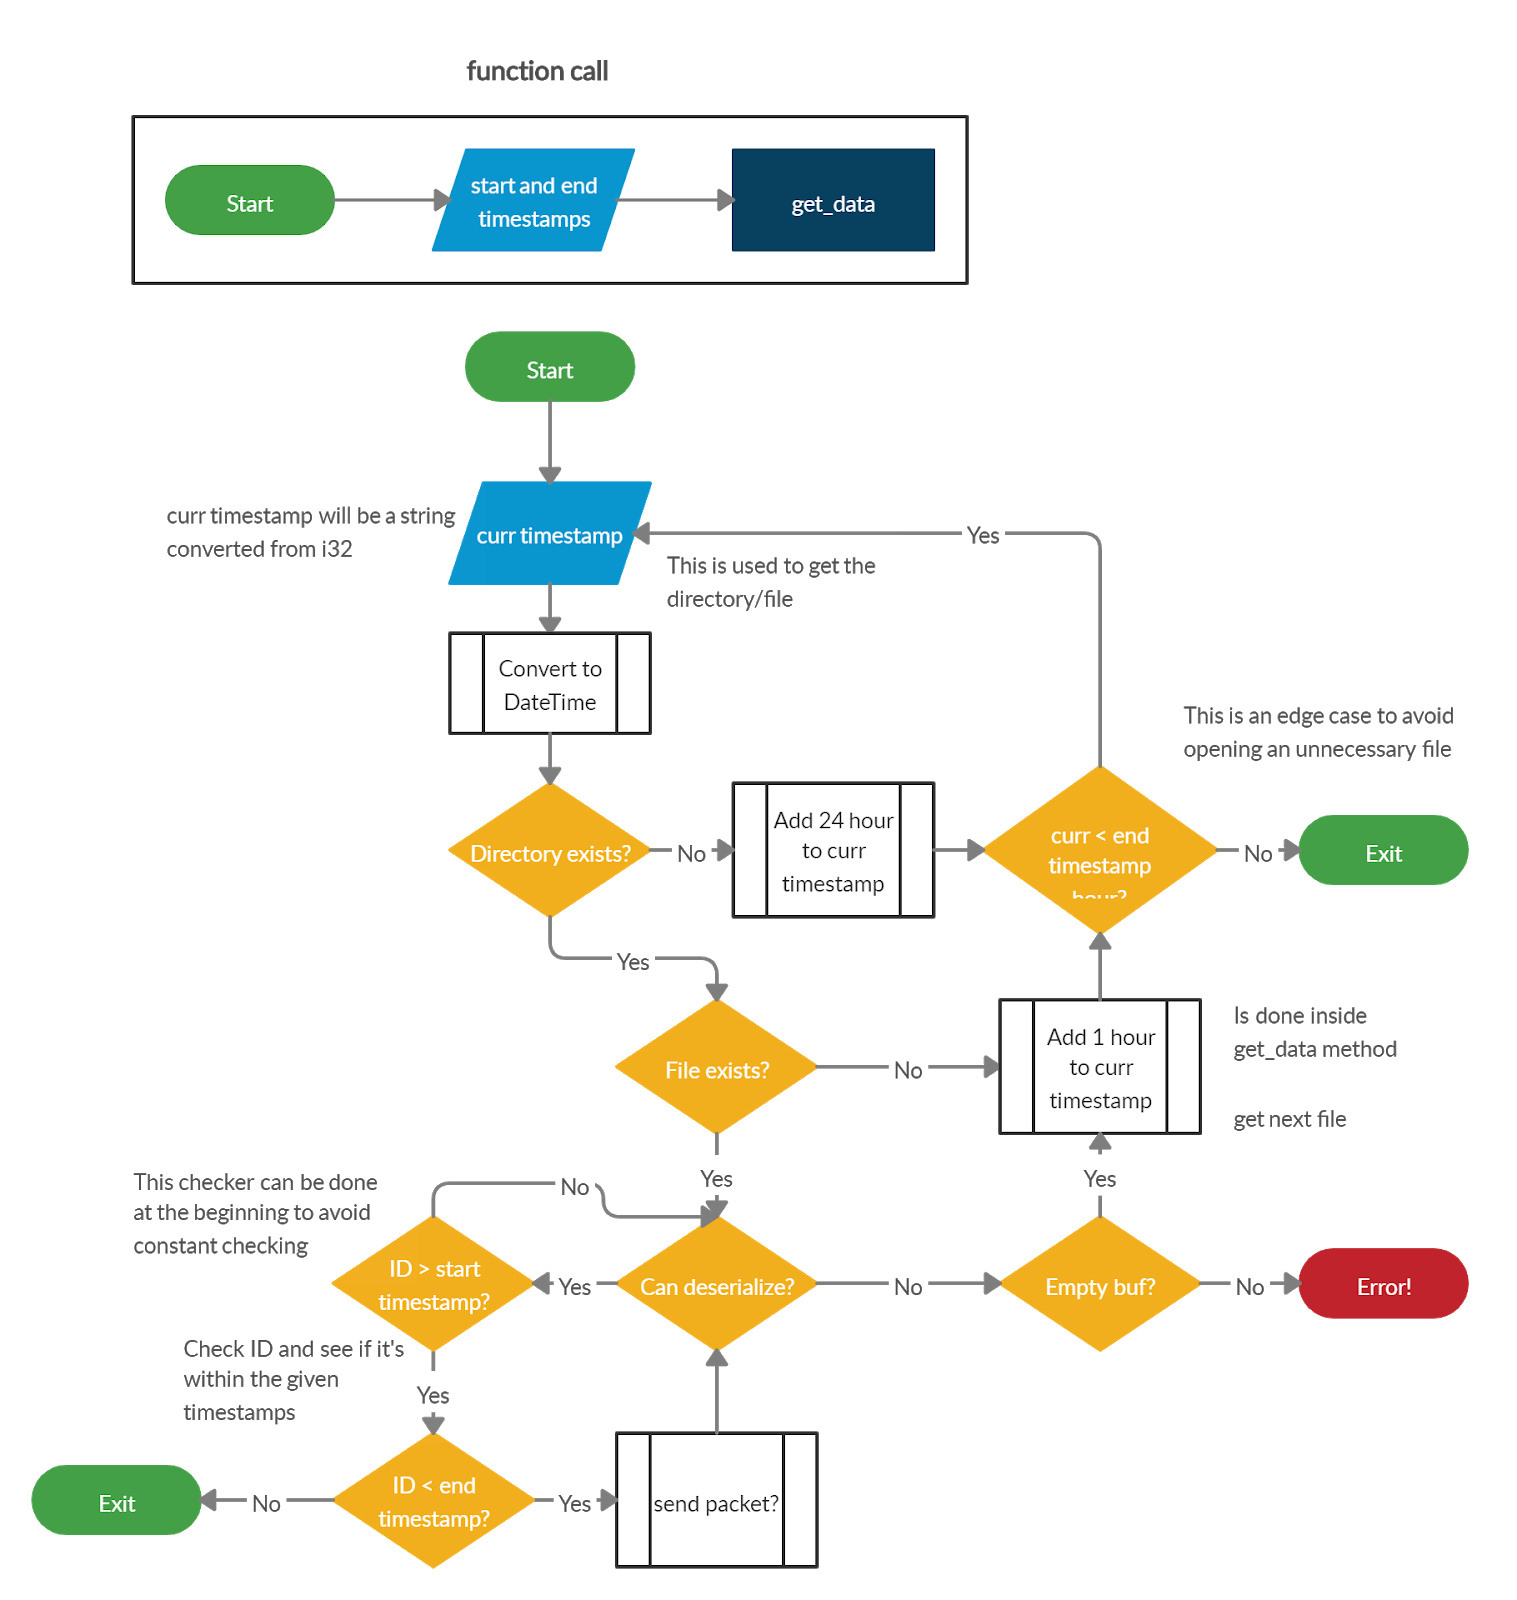 function call
Start
start and end
timestamps
get_data
Start
curr timestamp will be a string
converted from i32
curr timestamp
Yes
This is used to get the
directory/file
Convert to
DateTime
This is an edge case to avoid
opening an unnecessary file
Directory exists?
No
Add 24 hour
to curr
timestamp
curr < end
timestamp
hour?
No
Exit
Yes
File exists?
No
Add 1 hour
to curr
timestamp
Is done inside
get_data method
get next file
Yes
Yes
This checker can be done
at the beginning to avoid
constant checking
No
ID > start
timestamp?
Yes
Can deserialize?
No
Empty buf?
No
Error!
Check ID and see if it's
within the given
timestamps
Yes
Exit
No
ID < end
timestamp?
Yes
send packet?